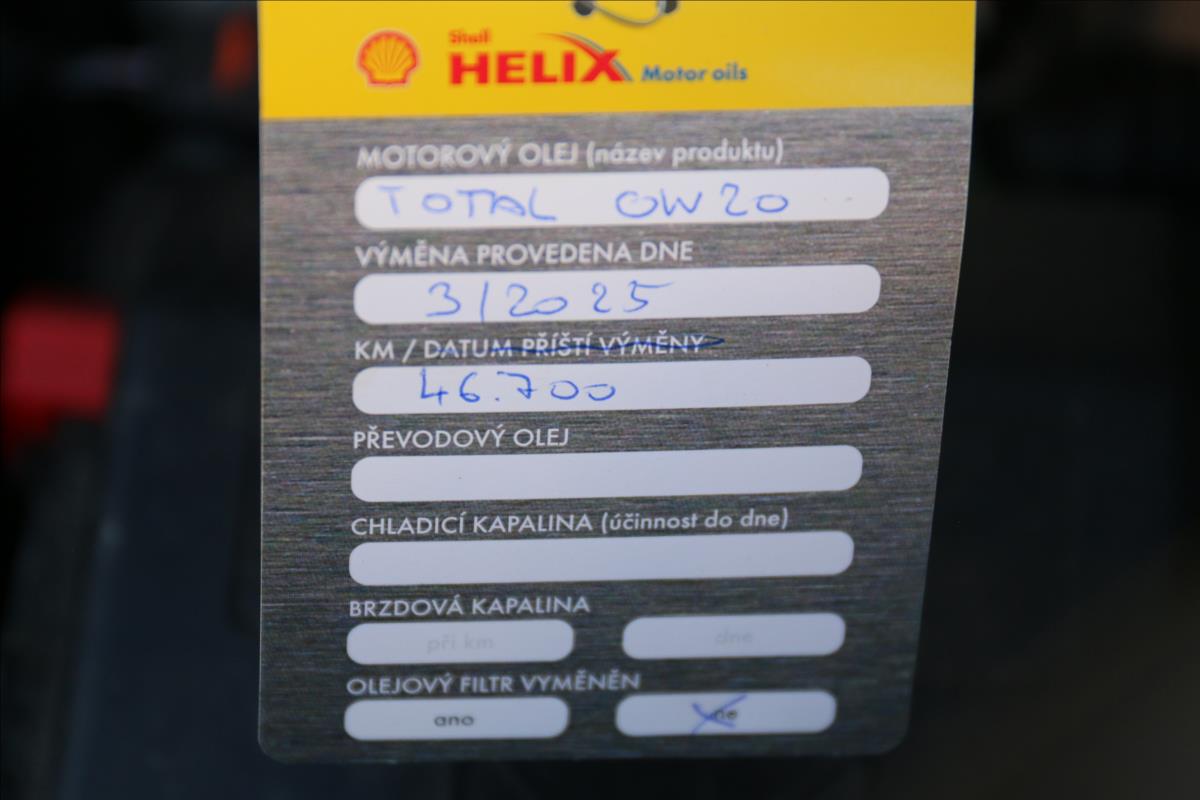 Shell
HELIX Motor oils
MOTOROVÝ OLEJ (název produktu)
TOTAL 0W20
VÝMĚNA PROVEDENA DNE
3/2025
KM / DATUM PŘÍŠTÍ VÝMĚNY
46.700
PŘEVODOVÝ OLEJ
CHLADICÍ KAPALINA (účinnost do dne)
BRZDOVÁ KAPALINA
při km dne
OLEJOVÝ FILTR VYMĚNĚN
ano ne